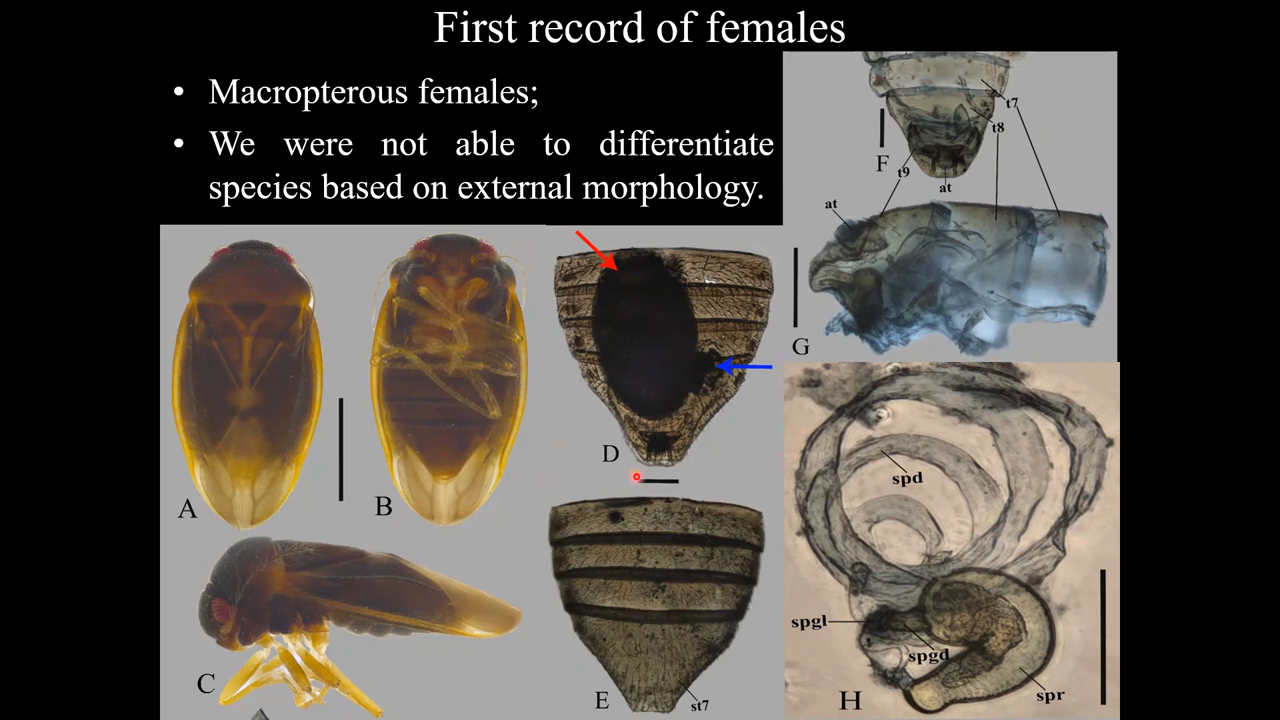 First record of females
• Macropterous females;
• We were not able to differentiate
species based on external morphology.
t7
t8
F
t9
at
at
G
A
B
C
D
E
st7
spd
spgl
spgd
spr
H